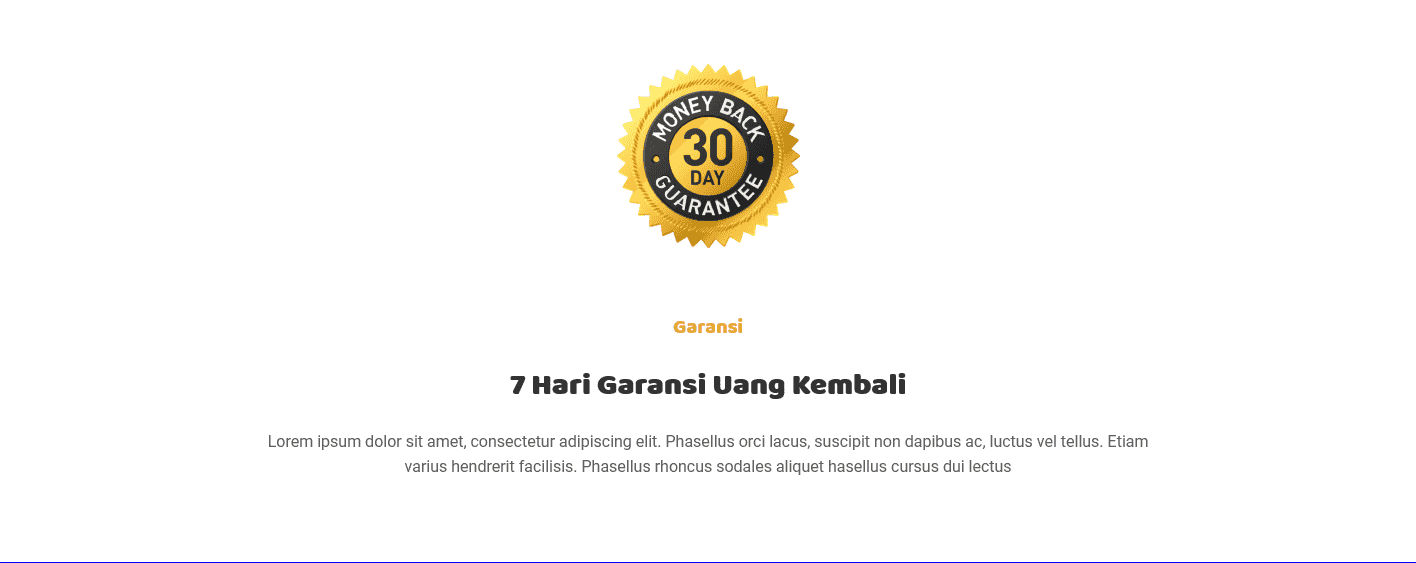 MONEY BACK
30
DAY
GUARANTEE
Garansi
7 Hari Garansi Uang Kembali
Lorem ipsum dolor sit amet, consectetur adipiscing elit. Phasellus orci lacus, suscipit non dapibus ac, luctus vel tellus. Etiam
varius hendrerit facilisis. Phasellus rhoncus sodales aliquet hasellus cursus dui lectus